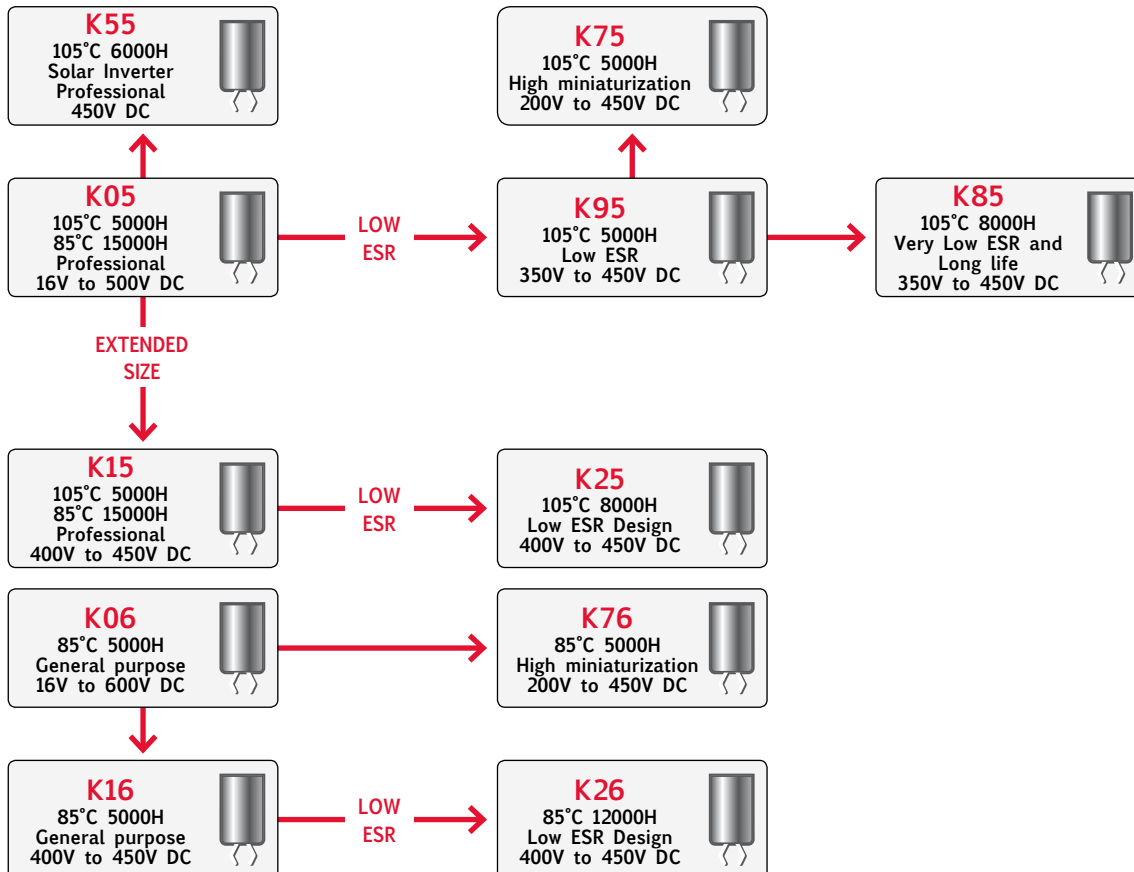 K55
105°C 6000H
Solar Inverter
Professional
450V DC
K75
105°C 5000H
High miniaturization
200V to 450V DC
K05
105°C 5000H
85°C 15000H
Professional
16V to 500V DC
LOW
ESR
K95
105°C 5000H
Low ESR
350V to 450V DC
K85
105°C 8000H
Very Low ESR and
Long life
350V to 450V DC
EXTENDED
SIZE
K15
105°C 5000H
85°C 15000H
Professional
400V to 450V DC
LOW
ESR
K25
105°C 8000H
Low ESR Design
400V to 450V DC
K06
85°C 5000H
General purpose
16V to 600V DC
K76
85°C 5000H
High miniaturization
200V to 450V DC
K16
85°C 5000H
General purpose
400V to 450V DC
LOW
ESR
K26
85°C 12000H
Low ESR Design
400V to 450V DC